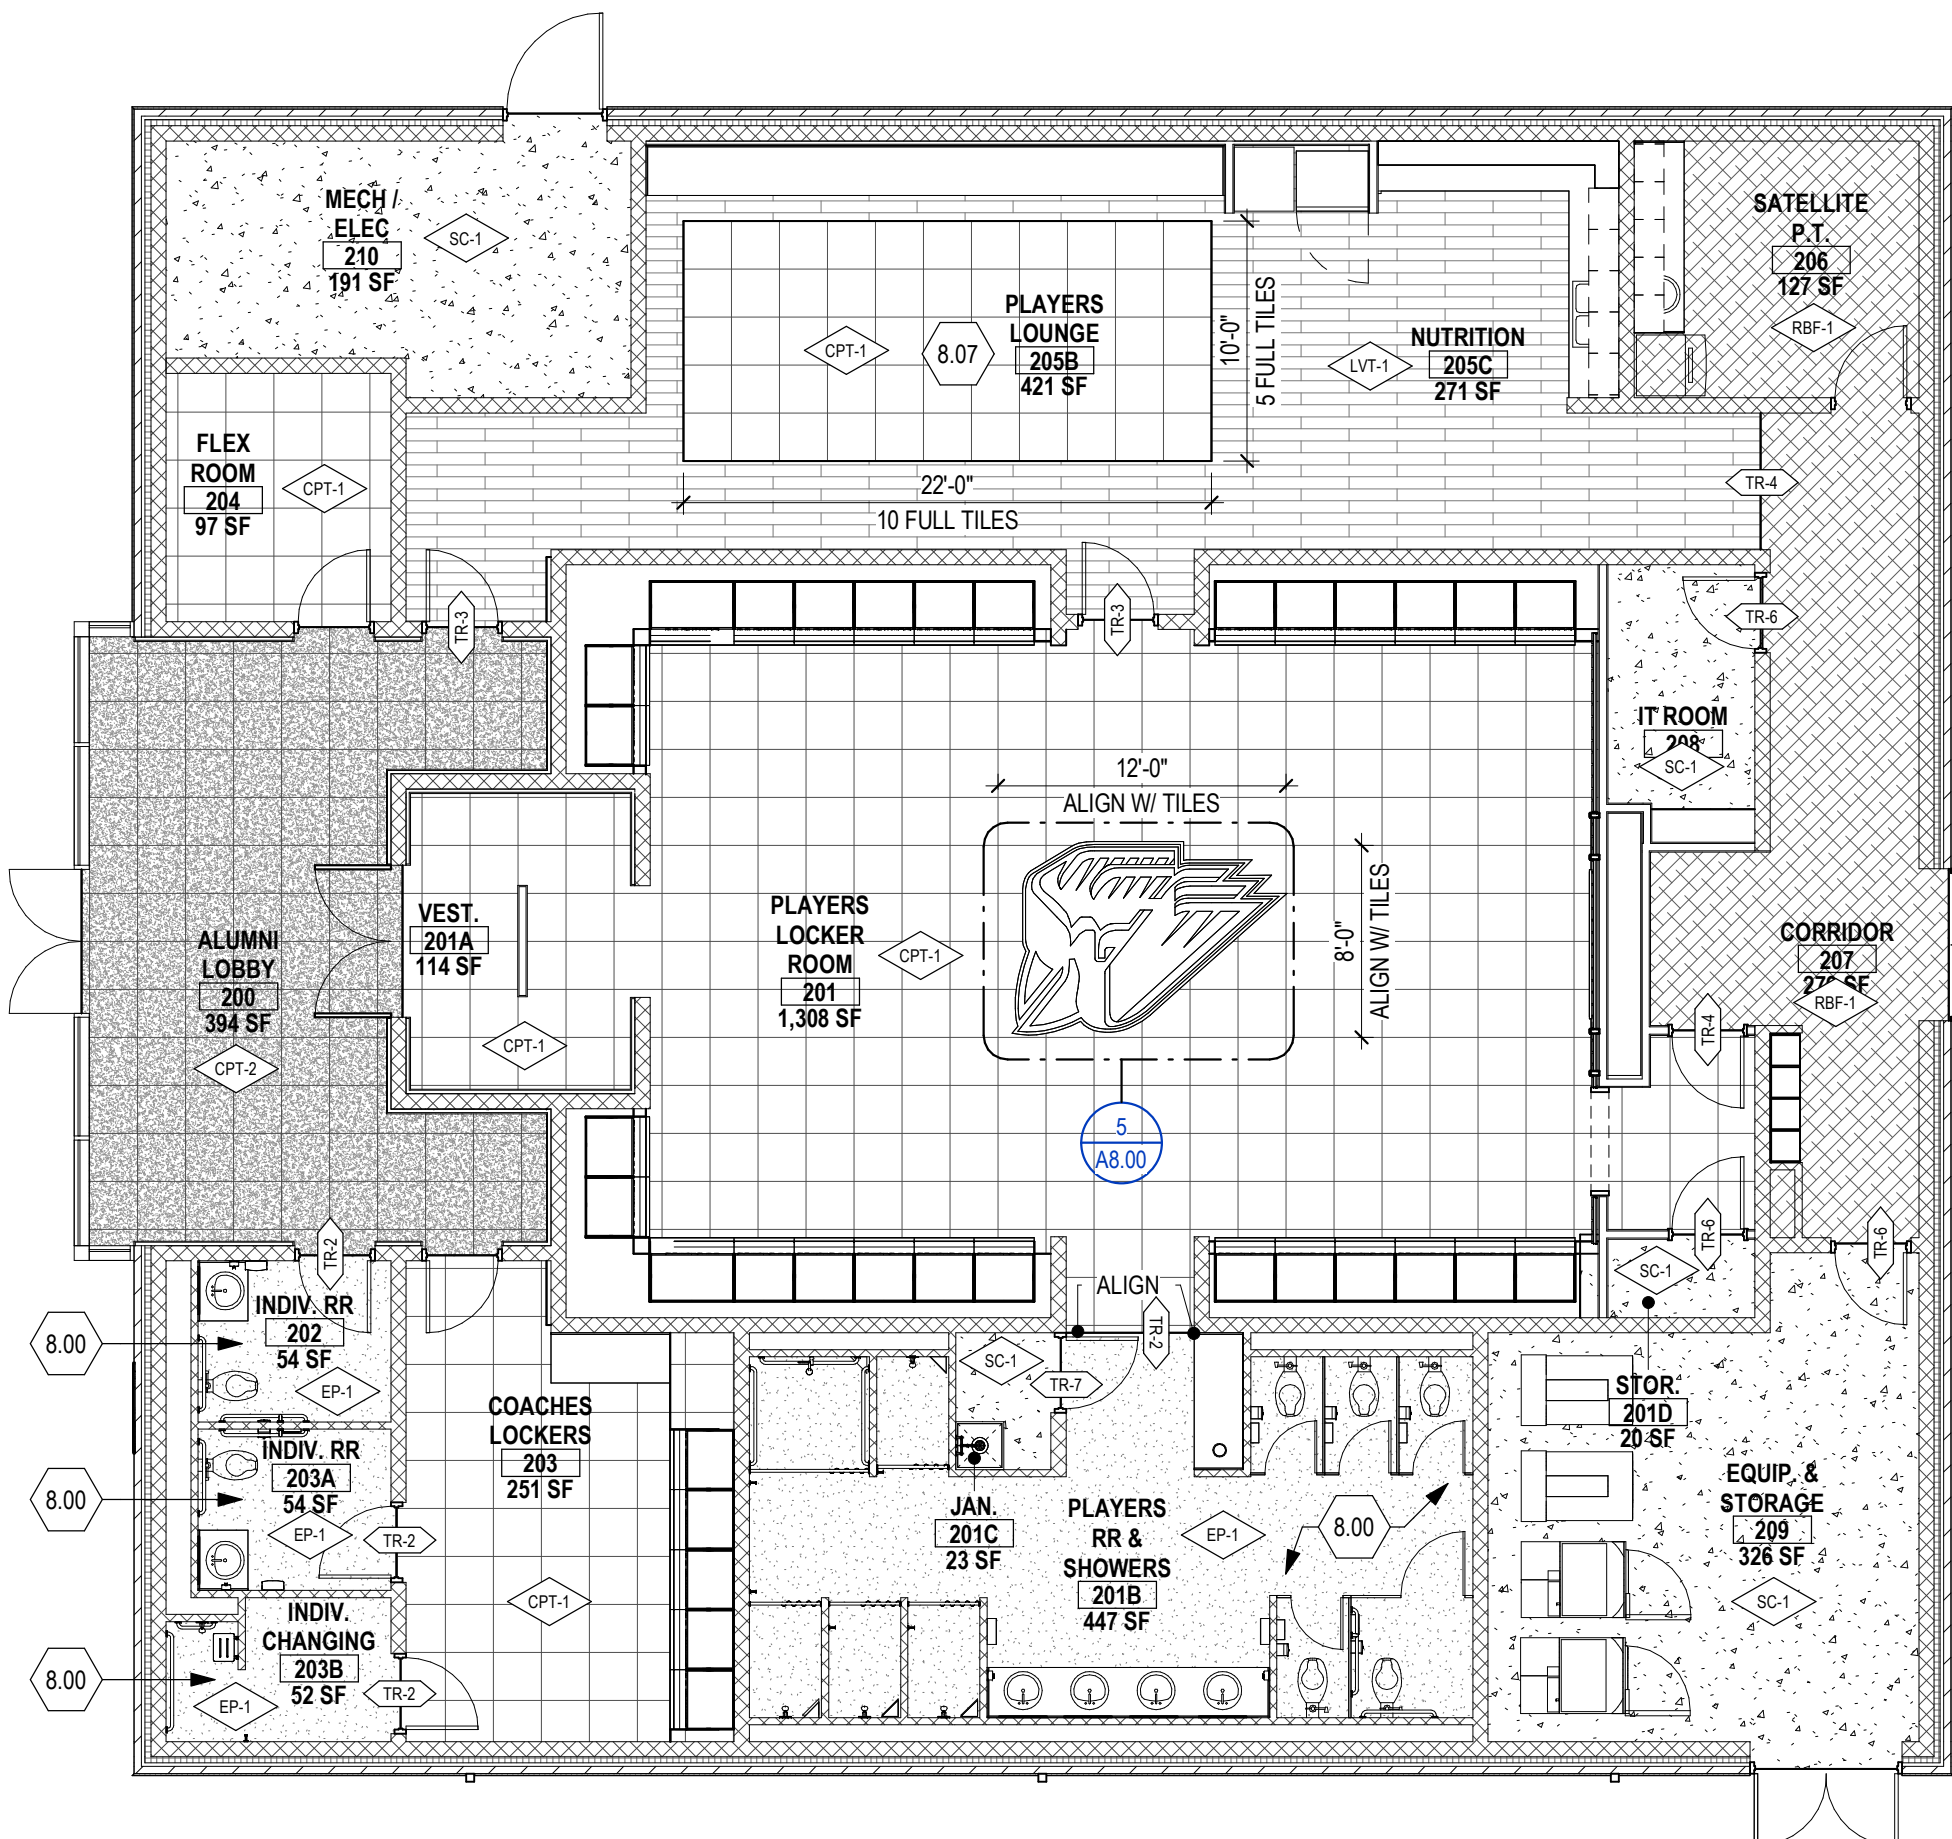 MECH /
ELEC
210
191 SF
SC-1
PLAYERS
LOUNGE
205B
421 SF
CPT-1
8.07
10'-0"
5 FULL TILES
22'-0"
10 FULL TILES
NUTRITION
205C
271 SF
LVT-1
SATELLITE
P.T.
206
127 SF
RBF-1
TR-4
FLEX
ROOM
204
97 SF
CPT-1
TR-3
TR-3
TR-6
IT ROOM
208
SC-1
12'-0"
ALIGN W/ TILES
8'-0"
ALIGN W/ TILES
ALUMNI
LOBBY
200
394 SF
CPT-2
VEST.
201A
114 SF
CPT-1
PLAYERS
LOCKER
ROOM
201
1,308 SF
CPT-1
CORRIDOR
207
SF
RBF-1
TR-4
5
A8.00
TR-6
TR-6
SC-1
TR-2
INDIV. RR
202
54 SF
EP-1
8.00
INDIV. RR
203A
54 SF
EP-1
TR-2
8.00
INDIV.
CHANGING
203B
52 SF
EP-1
TR-2
8.00
COACHES
LOCKERS
203
251 SF
CPT-1
ALIGN
TR-2
SC-1
TR-7
JAN.
201C
23 SF
PLAYERS
RR &
SHOWERS
201B
447 SF
EP-1
8.00
STOR.
201D
20 SF
EQUIP. &
STORAGE
209
326 SF
SC-1